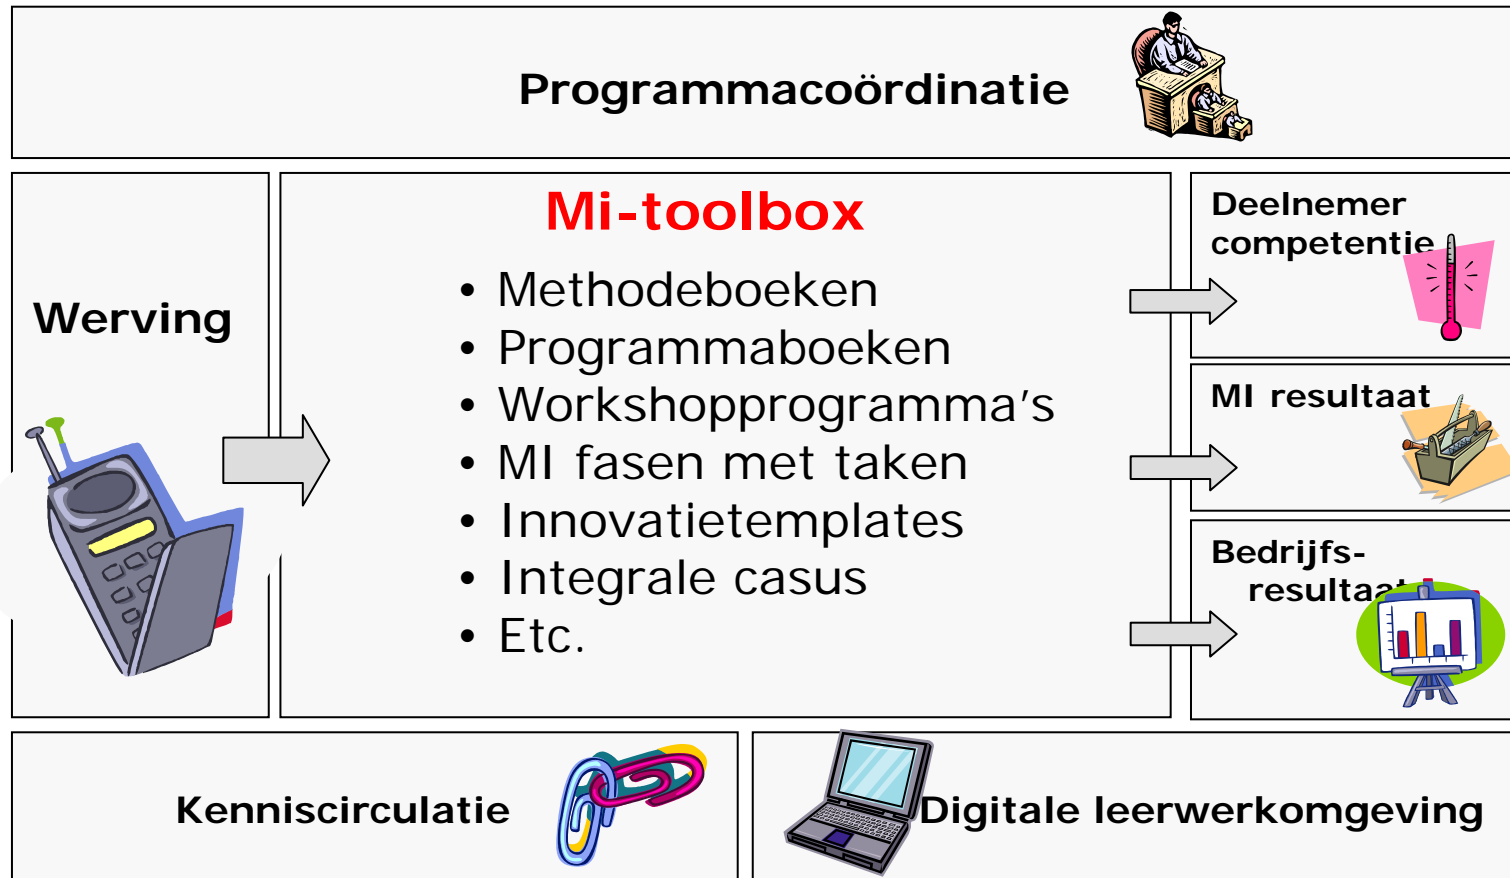 Programmacoördinatie
Werving
Mi-toolbox
• Methodeboeken
• Programmaboeken
• Workshopprogramma’s
• MI fasen met taken
• Innovatietemplates
• Integrale casus
• Etc.
Deelnemer
competentie
MI resultaat
Bedrijfs-
resultaat
Kenniscirculatie
Digitale leerwerkomgeving